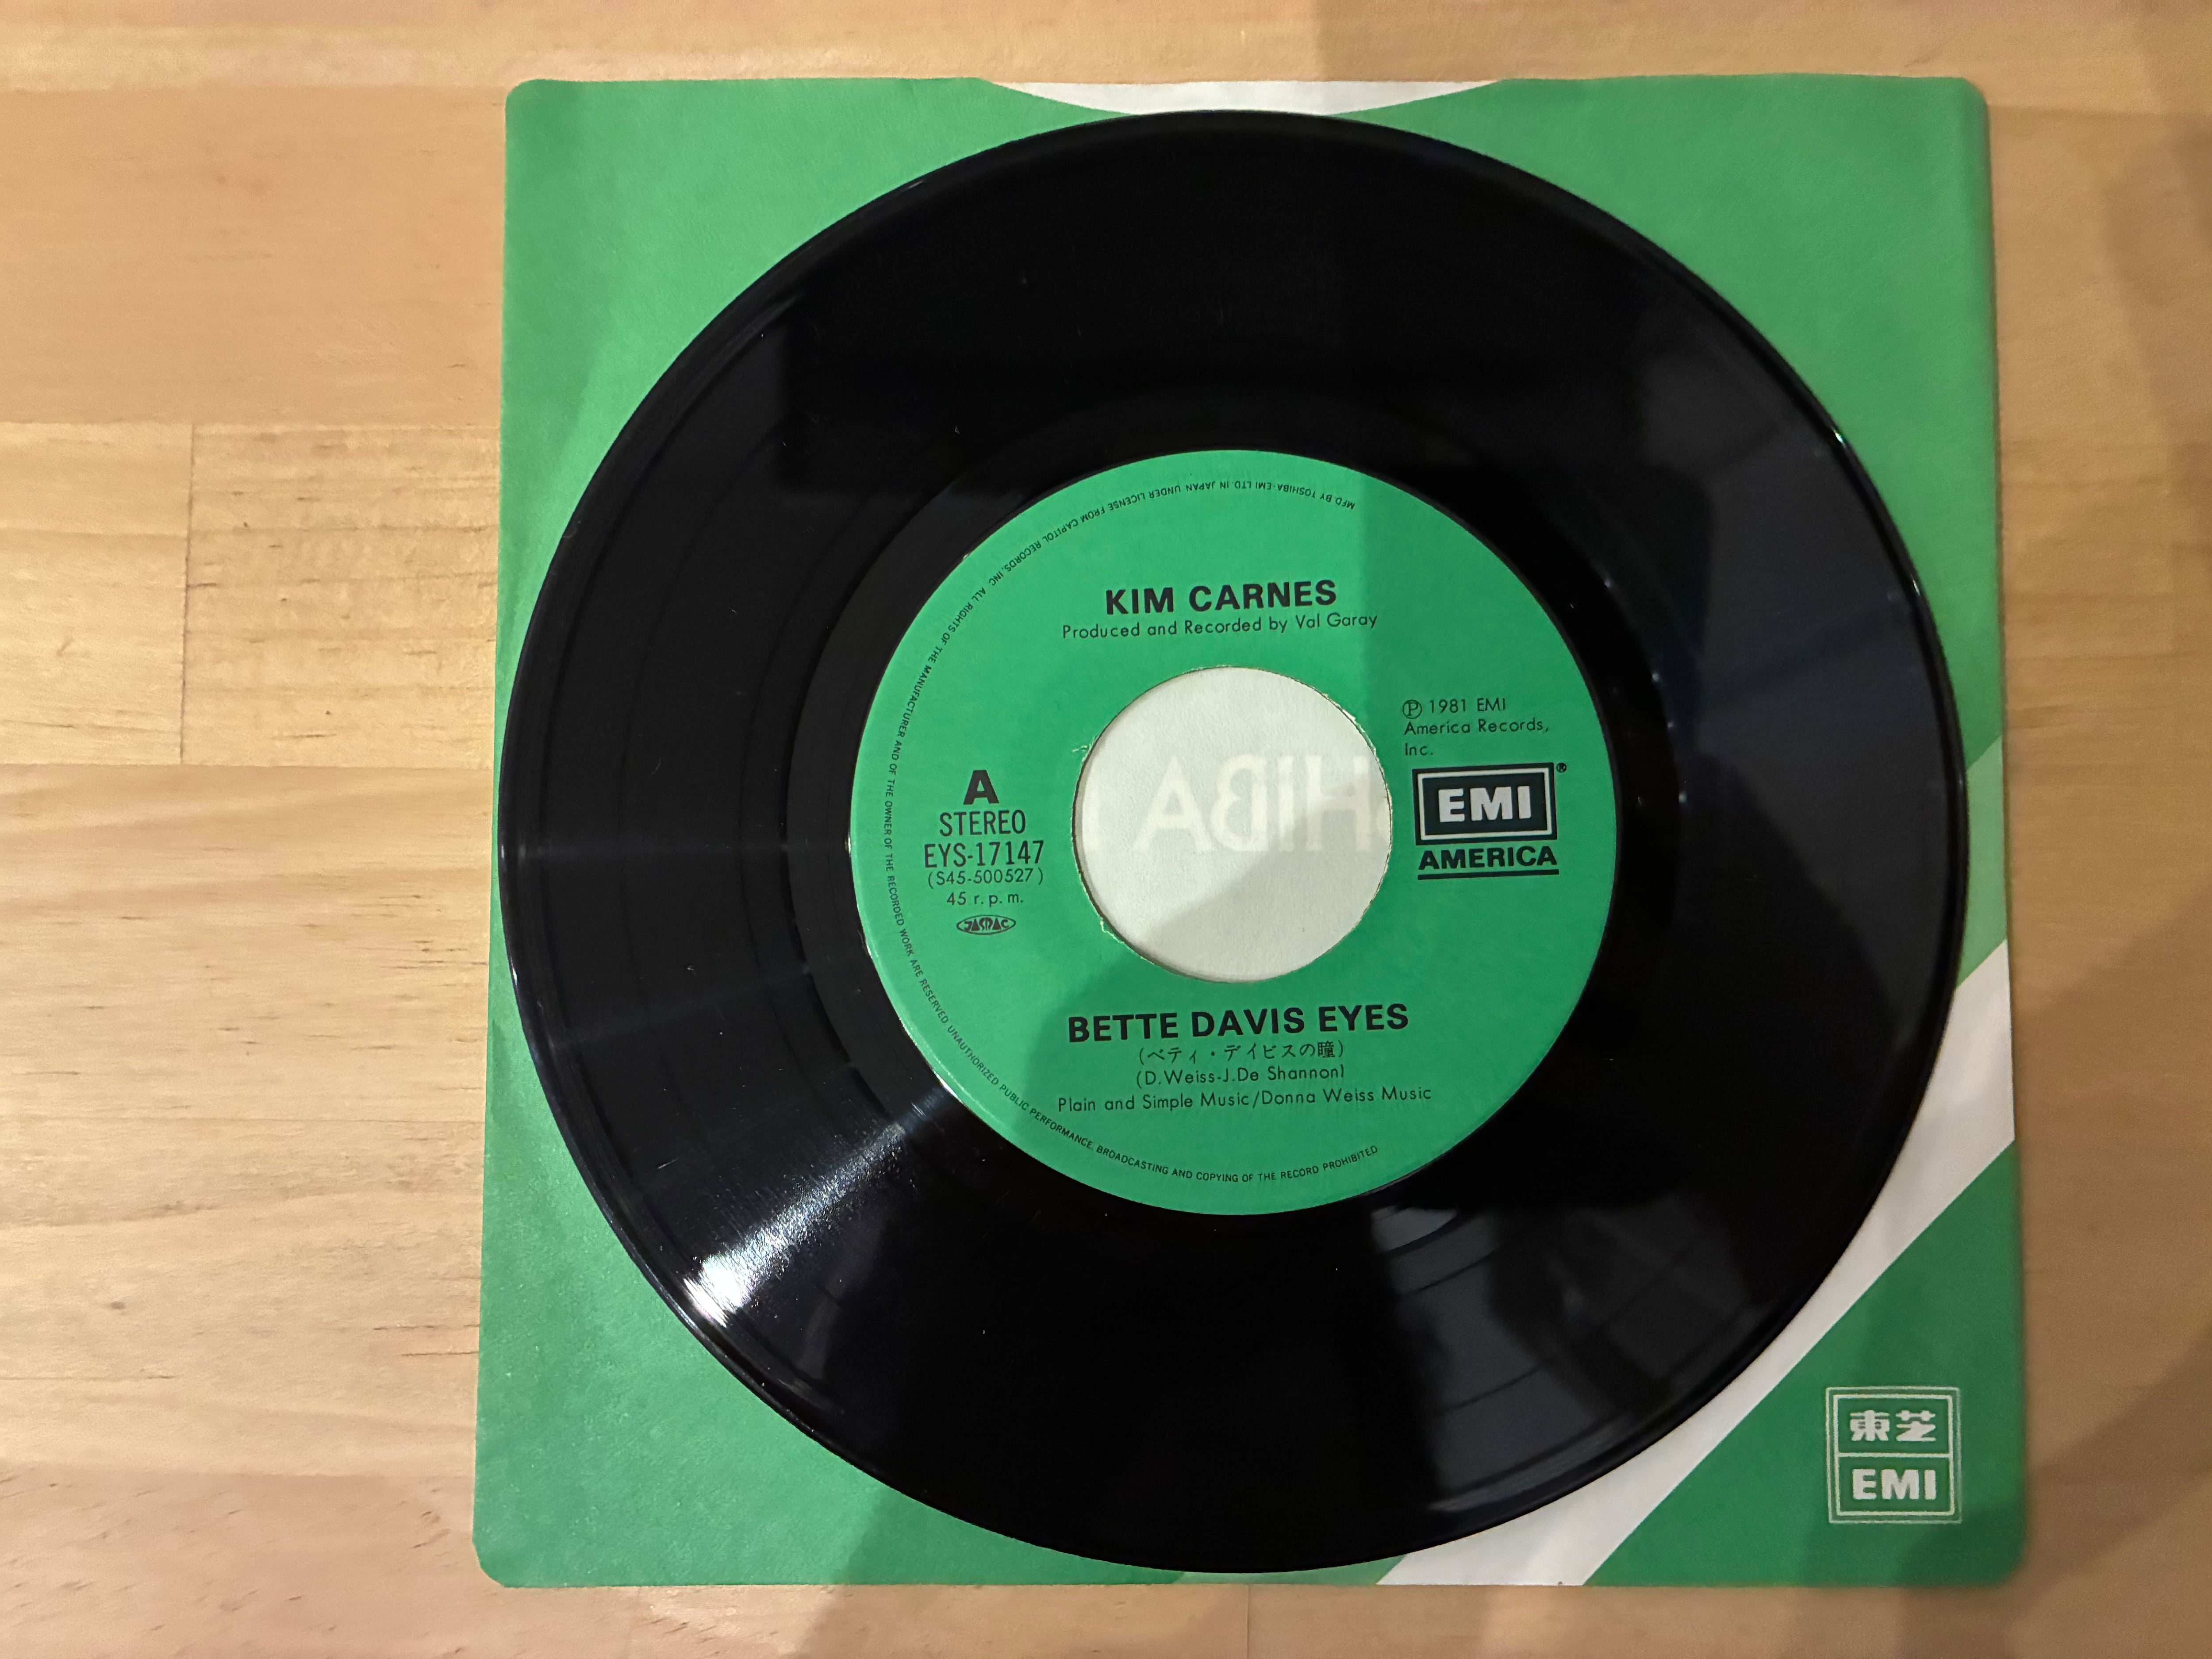 MFD BY TOSHIBA-EMI LTD IN JAPAN UNDER LICENSE FROM CAPITOL RECORDS, INC. ALL RIGHTS OF THE MANUFACTURER AND OF THE OWNER OF THE RECORDED WORK ARE RESERVED. UNAUTHORIZED PUBLIC PERFORMANCE, BROADCASTING AND COPYING OF THE RECORD PROHIBITED
KIM CARNES
Produced and Recorded by Val Garay
Ⓟ 1981 EMI
America Records,
Inc.
A
STEREO
EYS-17147
(S45-500527)
45 r.p.m.
JASRAC
EMI®
AMERICA
HIBA
BETTE DAVIS EYES
(ベティ・デイビスの瞳)
(D.Weiss-J.De Shannon)
Plain and Simple Music/Donna Weiss Music
東芝
EMI